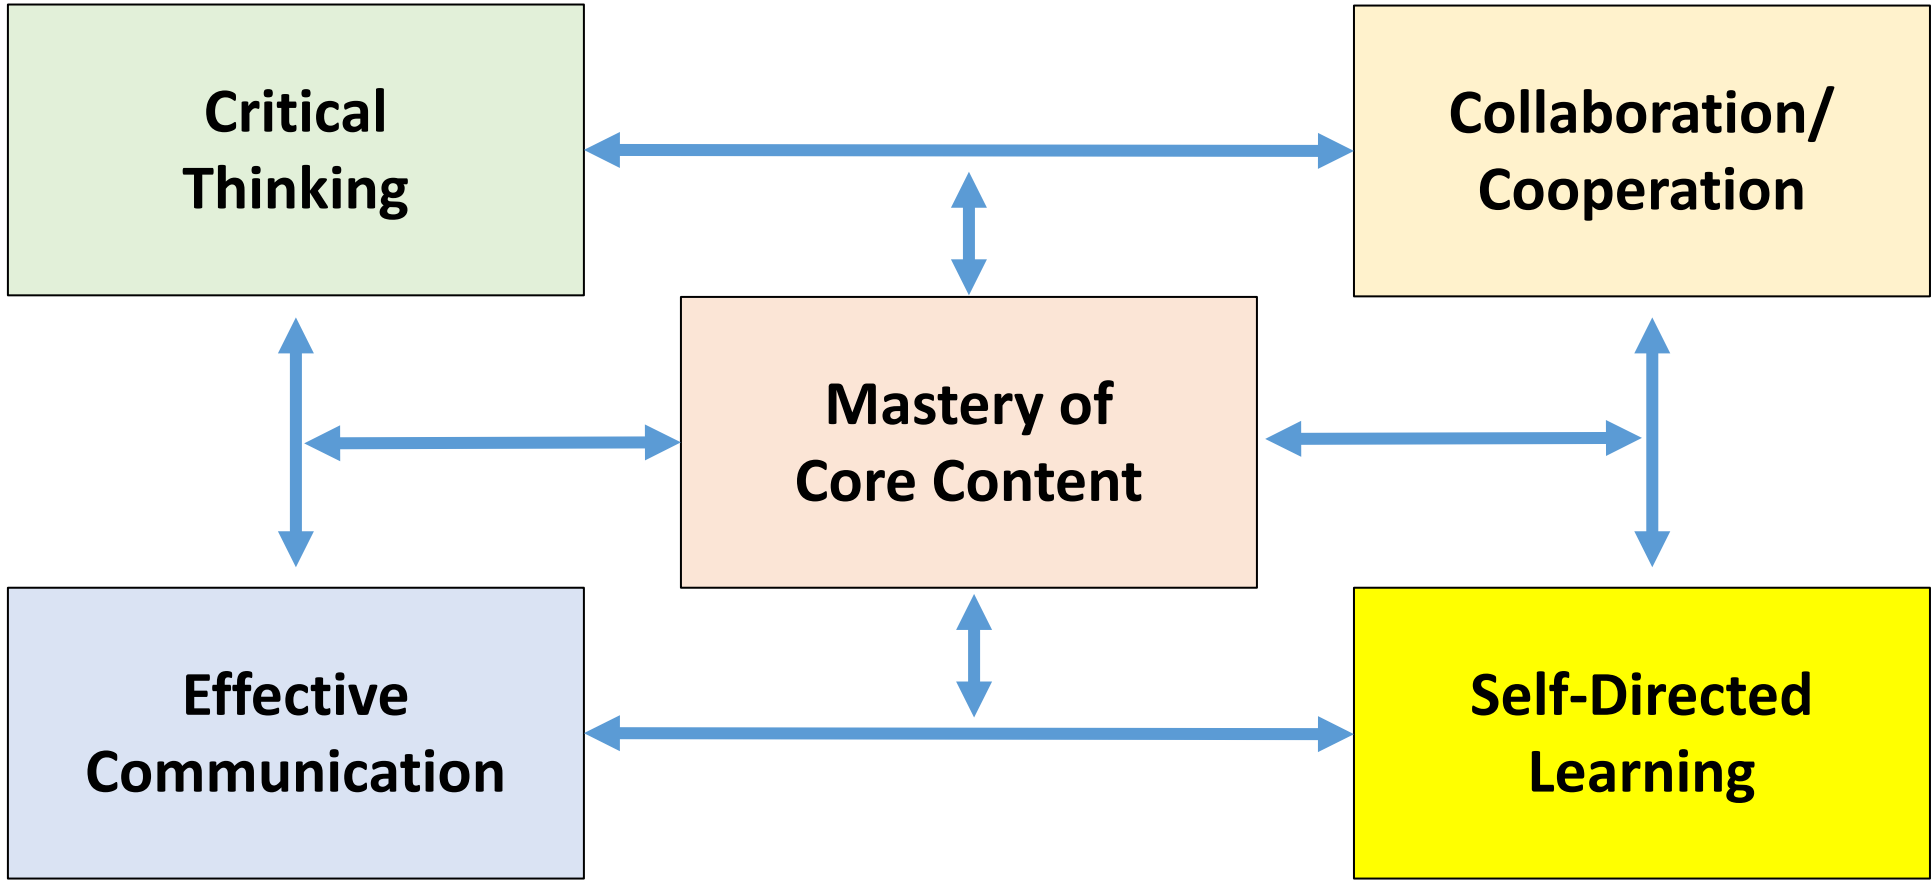 Critical
Thinking
Collaboration/
Cooperation
Mastery of
Core Content
Effective
Communication
Self-Directed
Learning